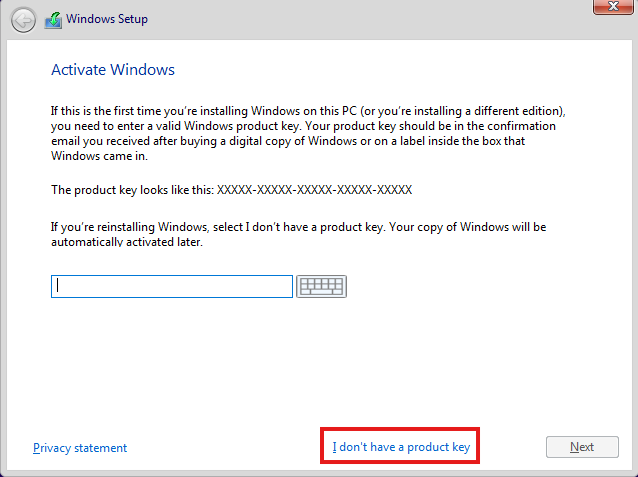 Windows Setup
Activate Windows
If this is the first time you're installing Windows on this PC (or you're installing a different edition),
you need to enter a valid Windows product key. Your product key should be in the confirmation
email you received after buying a digital copy of Windows or on a label inside the box that
Windows came in.
The product key looks like this: XXXXX-XXXXX-XXXXX-XXXXX-XXXXX
If you're reinstalling Windows, select I don't have a product key. Your copy of Windows will be
automatically activated later.
Privacy statement
I don't have a product key
Next